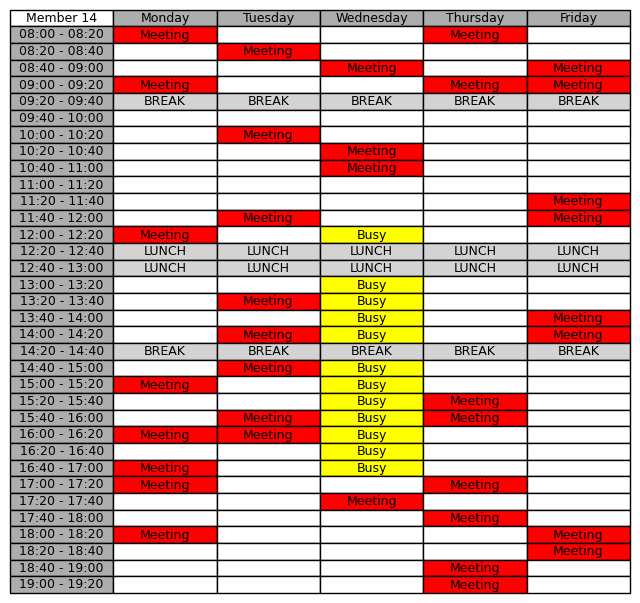 Member 14 Monday Tuesday Wednesday Thursday Friday
08:00 - 08:20 Meeting Meeting
08:20 - 08:40 Meeting
08:40 - 09:00 Meeting Meeting
09:00 - 09:20 Meeting Meeting Meeting
09:20 - 09:40 BREAK BREAK BREAK BREAK BREAK
09:40 - 10:00
10:00 - 10:20 Meeting
10:20 - 10:40 Meeting
10:40 - 11:00 Meeting
11:00 - 11:20
11:20 - 11:40 Meeting
11:40 - 12:00 Meeting Meeting
12:00 - 12:20 Meeting Busy
12:20 - 12:40 LUNCH LUNCH LUNCH LUNCH LUNCH
12:40 - 13:00 LUNCH LUNCH LUNCH LUNCH LUNCH
13:00 - 13:20 Busy
13:20 - 13:40 Meeting Busy
13:40 - 14:00 Busy Meeting
14:00 - 14:20 Meeting Busy Meeting
14:20 - 14:40 BREAK BREAK BREAK BREAK BREAK
14:40 - 15:00 Meeting Busy
15:00 - 15:20 Meeting Busy
15:20 - 15:40 Busy Meeting
15:40 - 16:00 Meeting Busy Meeting
16:00 - 16:20 Meeting Meeting Busy
16:20 - 16:40 Busy
16:40 - 17:00 Meeting Busy
17:00 - 17:20 Meeting Meeting
17:20 - 17:40 Meeting
17:40 - 18:00 Meeting
18:00 - 18:20 Meeting Meeting
18:20 - 18:40 Meeting
18:40 - 19:00 Meeting
19:00 - 19:20 Meeting